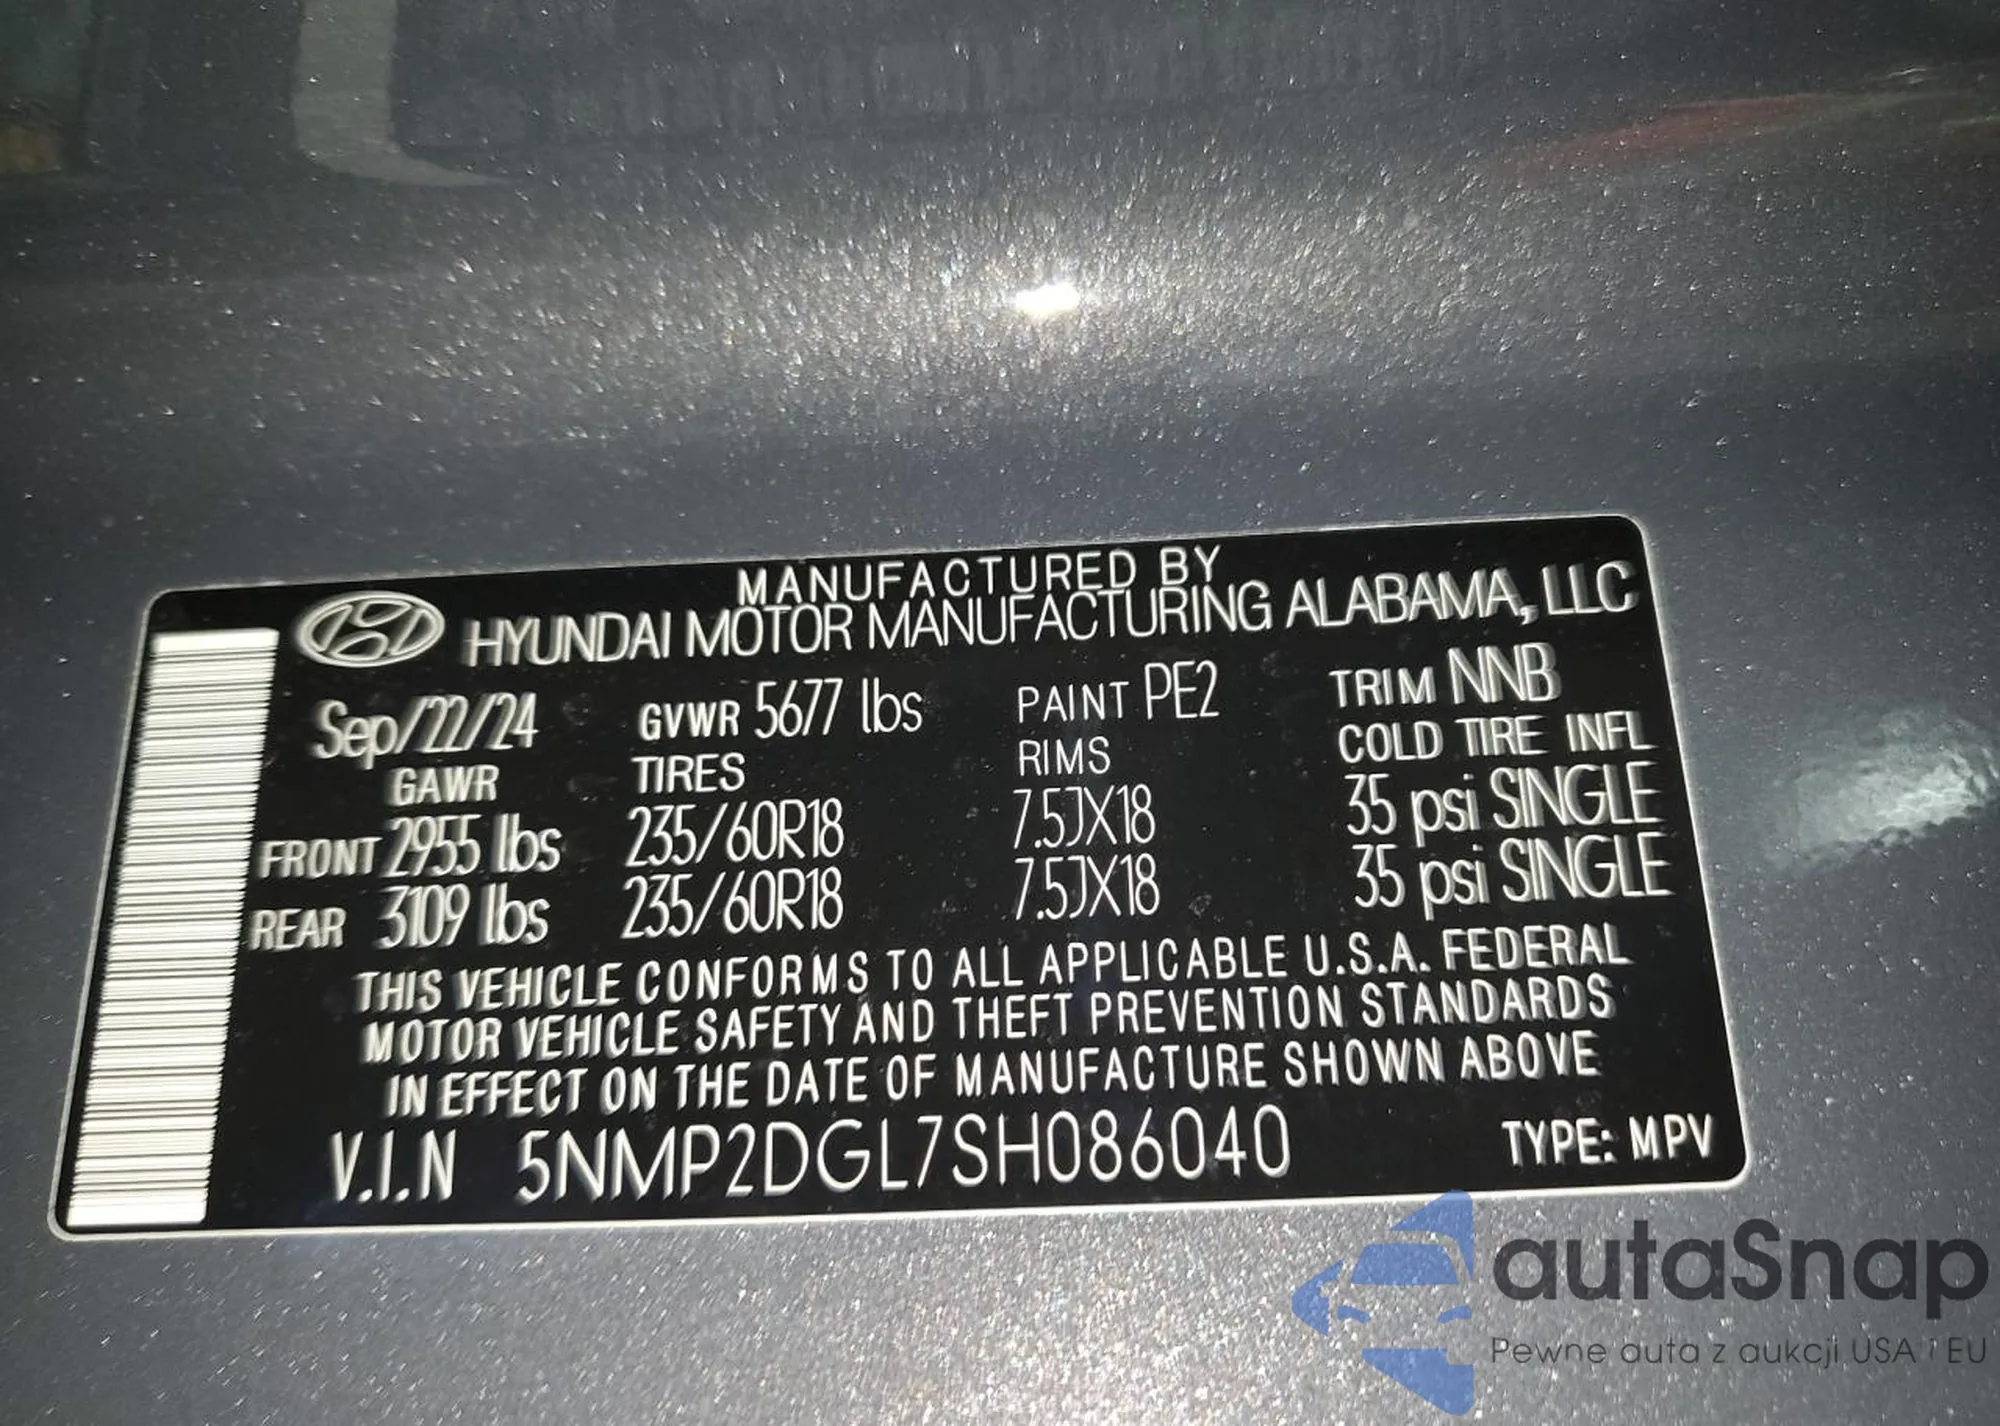 MANUFACTURED BY
HYUNDAI MOTOR MANUFACTURING ALABAMA, LLC
Sep/22/24 GVWR 5677 lbs PAINT PE2 TRIM NNB
GAWR TIRES RIMS COLD TIRE INFL
FRONT 2955 lbs 235/60R18 7.5JX18 35 psi SINGLE
REAR 3109 lbs 235/60R18 7.5JX18 35 psi SINGLE
THIS VEHICLE CONFORMS TO ALL APPLICABLE U.S.A. FEDERAL
MOTOR VEHICLE SAFETY AND THEFT PREVENTION STANDARDS
IN EFFECT ON THE DATE OF MANUFACTURE SHOWN ABOVE
V.I.N 5NMP2DGL7SH086040 TYPE: MPV
autaSnap
Pewne auta z aukcji USA i EU